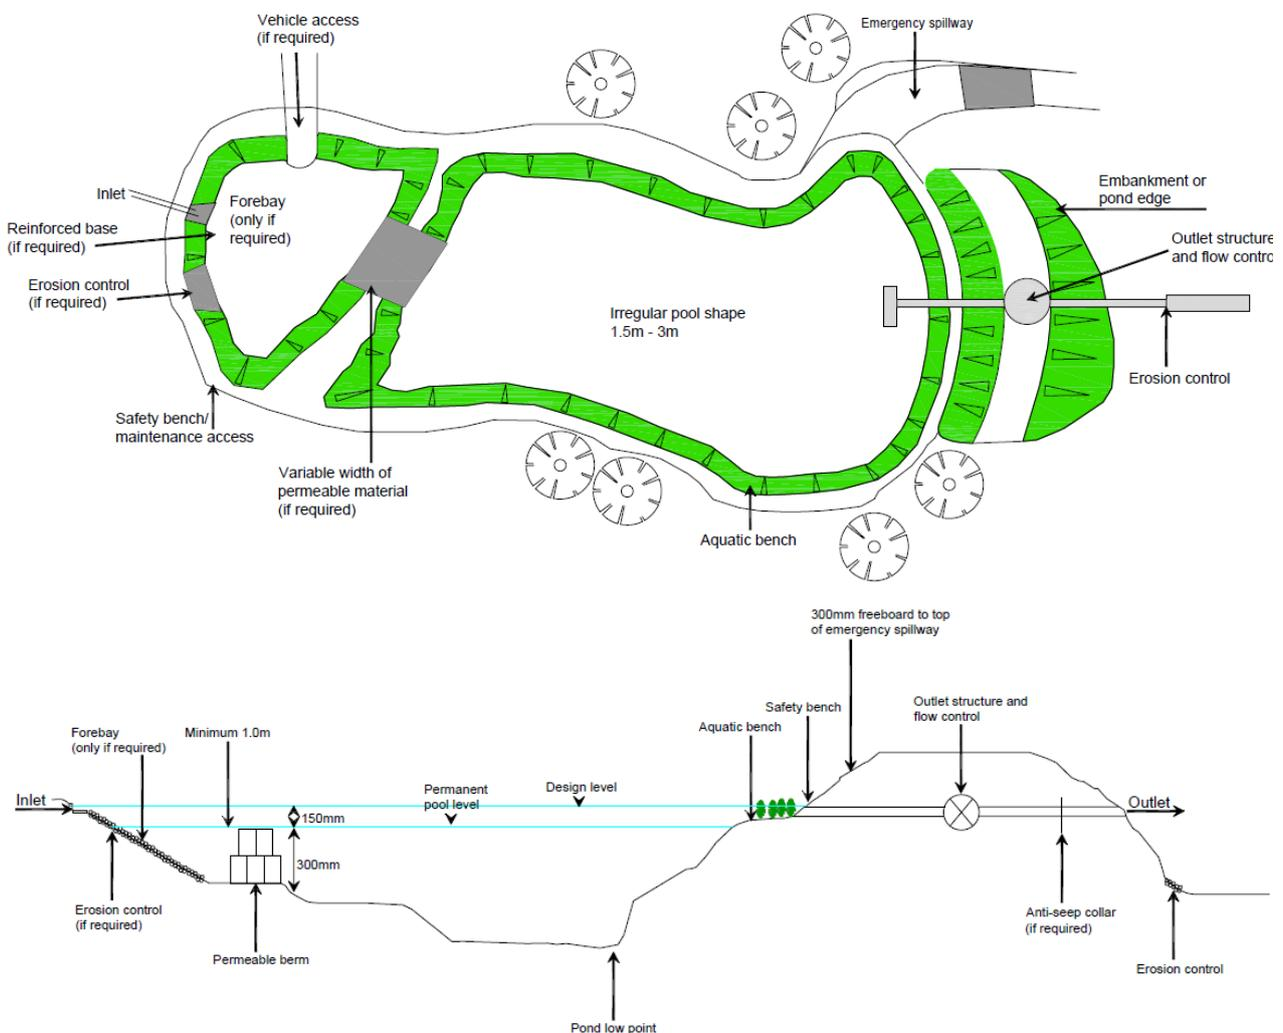 Vehicle access
(if required)
Emergency spillway
Inlet
Forebay
(only if
required)
Reinforced base
(if required)
Erosion control
(if required)
Embankment or
pond edge
Outlet structure
and flow contro
Irregular pool shape
1.5m - 3m
Erosion control
Safety bench/
maintenance access
Variable width of
permeable material
(if required)
Aquatic bench
300mm freeboard to top
of emergency spillway
Safety bench
Outlet structure and
flow control
Aquatic bench
Forebay
(only if required)
Minimum 1.0m
Permanent
pool level
Design level
Inlet
150mm
Outlet
300mm
Erosion control
(if required)
Permeable berm
Anti-seep collar
(if required)
Erosion control
Pond low point